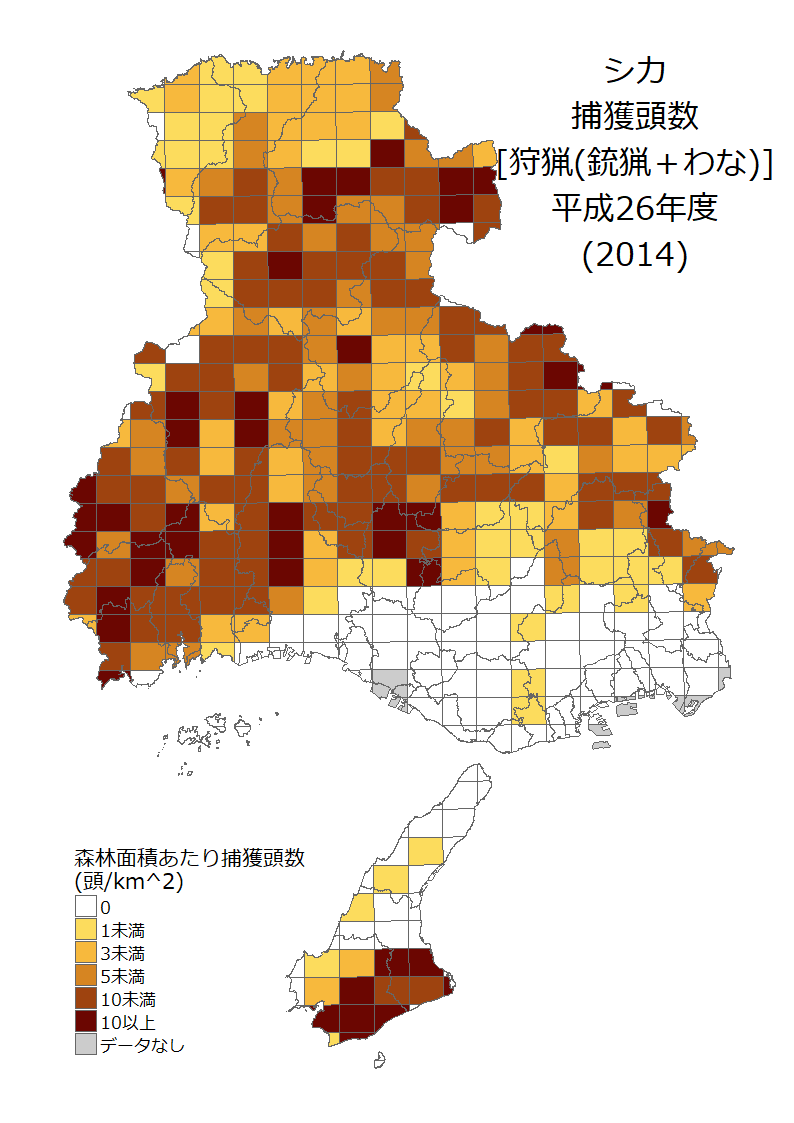 シカ
捕獲頭数
[狩猟(銃猟＋わな)]
平成26年度
(2014)
森林面積あたり捕獲頭数
(頭/km^2)
0
1未満
3未満
5未満
10未満
10以上
データなし